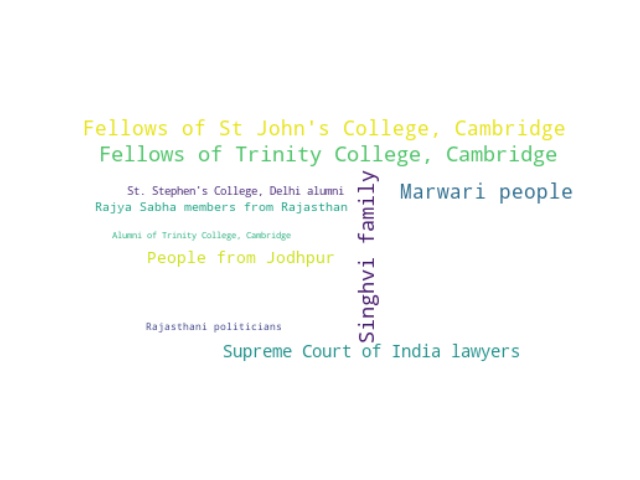 Fellows of St John's College, Cambridge
Fellows of Trinity College, Cambridge
St. Stephen's College, Delhi alumni
Marwari people
Rajya Sabha members from Rajasthan
Singhvi family
Alumni of Trinity College, Cambridge
People from Jodhpur
Rajasthani politicians
Supreme Court of India lawyers